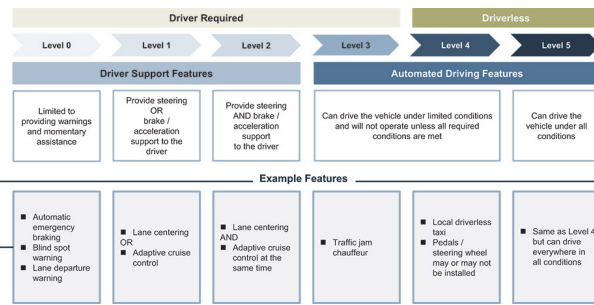 Driver Required
Driverless
Level 0
Level 1
Level 2
Level 3
Level 4
Level 5
Driver Support Features
Automated Driving Features
Limited to
providing warnings
and momentary
assistance
Provide steering
OR
brake /
acceleration
support to the
driver
Provide steering
AND brake /
acceleration
support
to the driver
Can drive the vehicle under limited conditions
and will not operate unless all required
conditions are met
Can drive the
vehicle under all
conditions
Example Features
■ Automatic
emergency
braking
■ Blind spot
warning
■ Lane departure
warning
■ Lane centering
OR
■ Adaptive cruise
control
■ Lane centering
AND
■ Adaptive cruise
control at the
same time
■ Traffic jam
chauffeur
■ Local driverless
taxi
■ Pedals /
steering wheel
may or may not
be installed
■ Same as Level 4
but can drive
everywhere in
all conditions